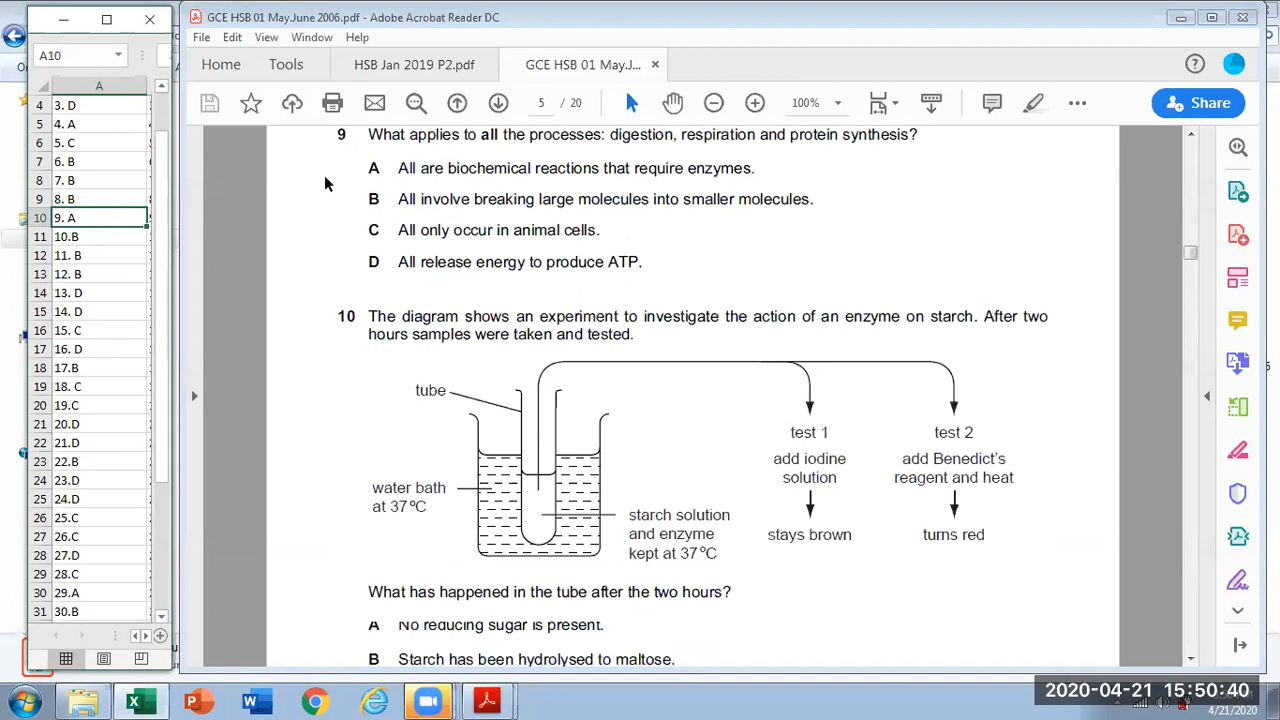 GCE HSB 01 May.June 2006.pdf - Adobe Acrobat Reader DC
File Edit View Window Help
A10
Home Tools HSB Jan 2019 P2.pdf GCE HSB 01 May.J... ×
5 / 20 100% Share
A
4 3. D
5 4. A
6 5. C
7 6. B
8 7. B
9 8. B
10 9. A
11 10.B
12 11. B
13 12. B
14 13. D
15 14. D
16 15. C
17 16. D
18 17.B
19 18. C
20 19.C
21 20.D
22 21.D
23 22.B
24 23.D
25 24.D
26 25.C
27 26.C
28 27.D
29 28.C
30 29.A
31 30.B
9 What applies to all the processes: digestion, respiration and protein synthesis?
A All are biochemical reactions that require enzymes.
B All involve breaking large molecules into smaller molecules.
C All only occur in animal cells.
D All release energy to produce ATP.
10 The diagram shows an experiment to investigate the action of an enzyme on starch. After two
hours samples were taken and tested.
tube
water bath
at 37°C
starch solution
and enzyme
kept at 37°C
test 1
add iodine
solution
stays brown
test 2
add Benedict's
reagent and heat
turns red
What has happened in the tube after the two hours?
A No reducing sugar is present.
B Starch has been hydrolysed to maltose.
2020-04-21 15:50:40
4/21/2020